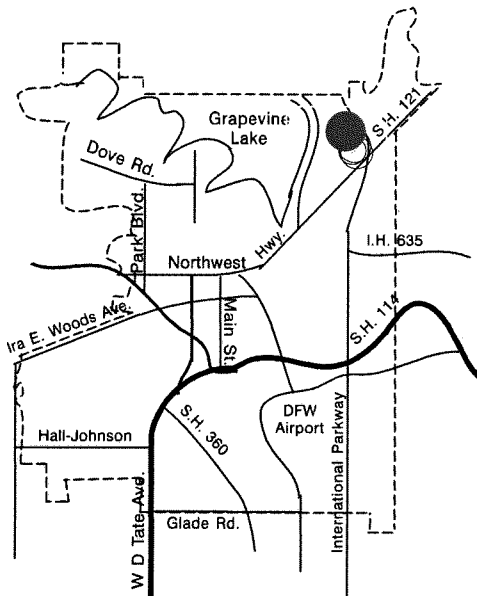 Grapevine
Lake
S.H. 121
Dove Rd.
Park Blvd.
Hwy.
I.H. 635
Northwest
Ira E. Woods Ave.
Main St.
S.H. 114
S.H. 360
DFW
Airport
Hall-Johnson
International Parkway
W D Tate Ave.
Glade Rd.